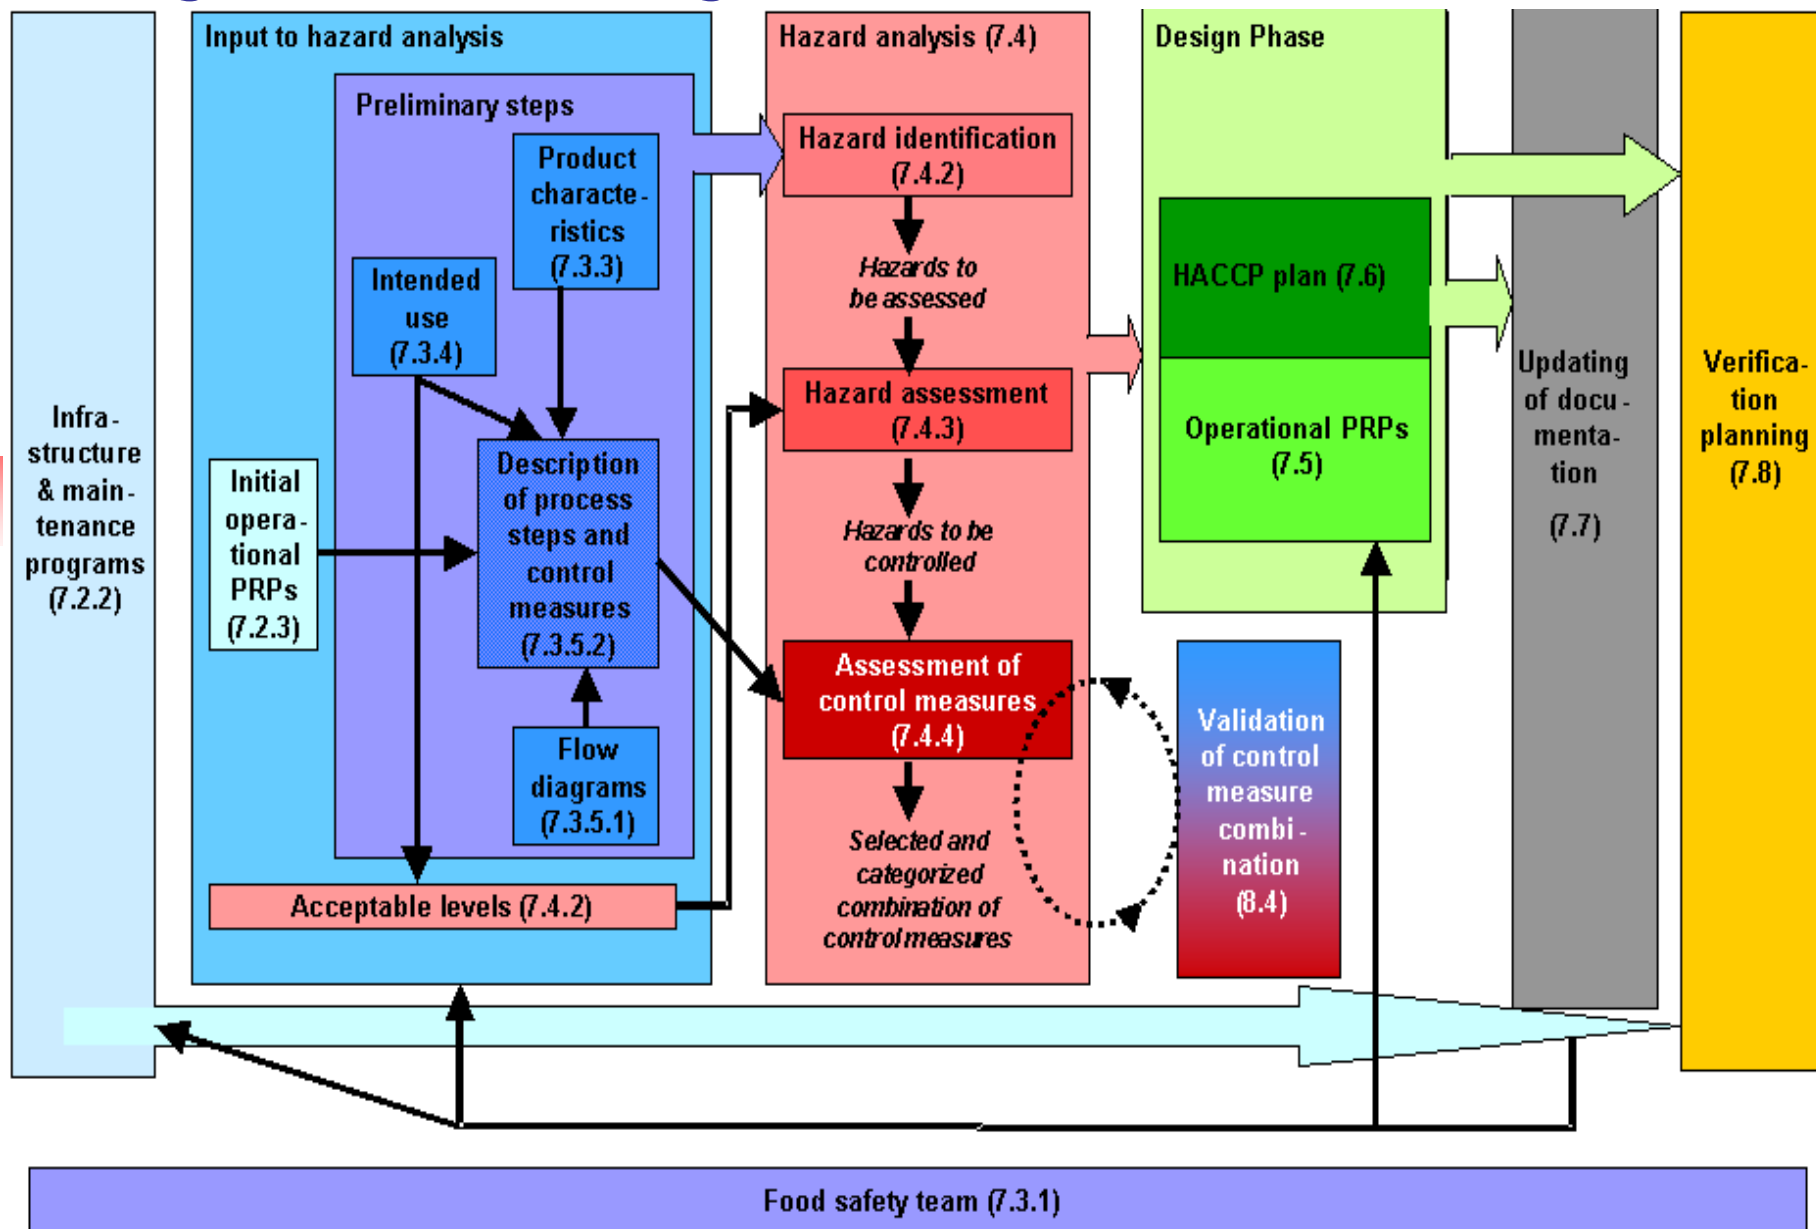 Input to hazard analysis
Hazard analysis (7.4)
Design Phase
Preliminary steps
Product
characte-
ristics
(7.3.3)
Intended
use
(7.3.4)
Infra-
structure
& main-
tenance
programs
(7.2.2)
Initial
opera-
tional
PRPs
(7.2.3)
Description
of process
steps and
control
measures
(7.3.5.2)
Flow
diagrams
(7.3.5.1)
Acceptable levels (7.4.2)
Hazard identification
(7.4.2)
Hazards to
be assessed
Hazard assessment
(7.4.3)
Hazards to be
controlled
Assessment of
control measures
(7.4.4)
Selected and
categorized
combination of
control measures
HACCP plan (7.6)
Operational PRPs
(7.5)
Validation
of control
measure
combi-
nation
(8.4)
Updating
of docu-
menta-
tion
(7.7)
Verifica-
tion
planning
(7.8)
Food safety team (7.3.1)